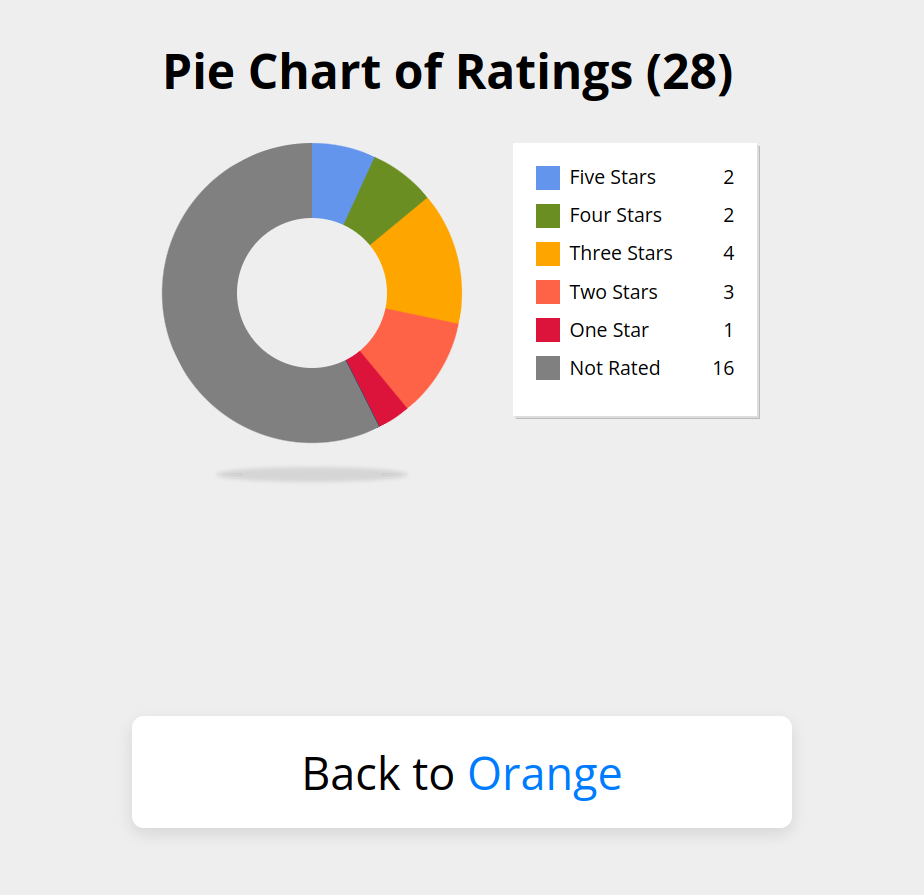 Pie Chart of Ratings (28)
Five Stars 2
Four Stars 2
Three Stars 4
Two Stars 3
One Star 1
Not Rated 16
Back to Orange